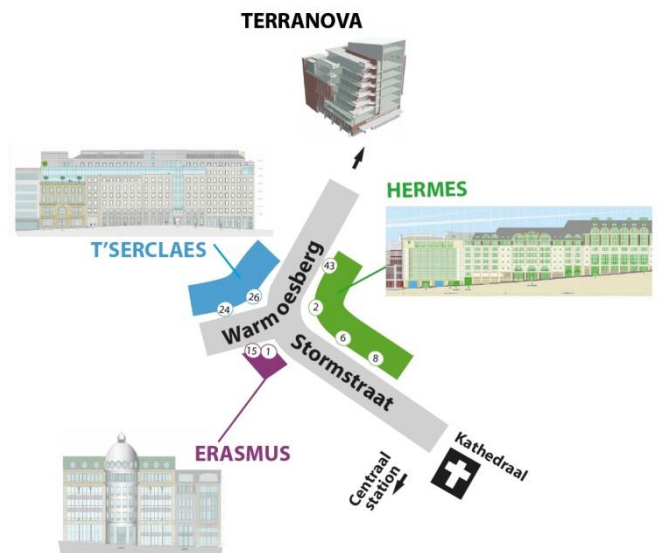 TERRANOVA
HERMES
T'SERCLAES
43
26
24
2
6
8
Warmoesberg
Stormstraat
15
1
ERASMUS
Kathedraal
Centraal
station